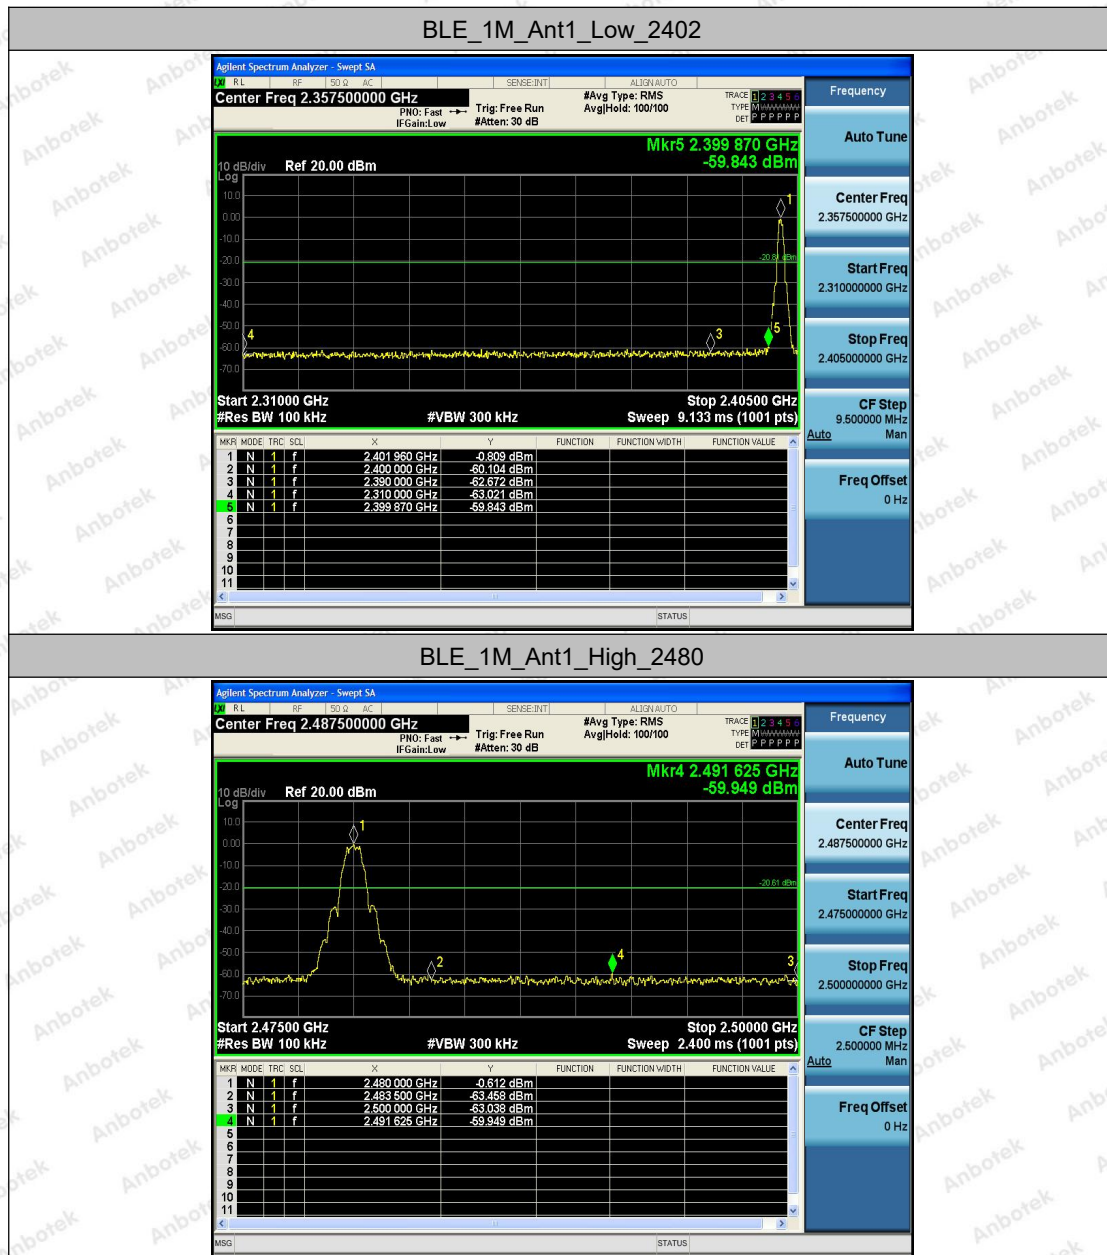 BLE_1M_Ant1_Low_2402
Agilent Spectrum Analyzer - Swept SA
LXI RL RF 50 Ω AC SENSE:INT ALIGN AUTO
Center Freq 2.357500000 GHz
PNO: Fast
IFGain:Low
Trig: Free Run
#Atten: 30 dB
#Avg Type: RMS
Avg|Hold: 100/100
TRACE 1 2 3 4 5 6
TYPE M
DET P P P P P P
Mkr5 2.399 870 GHz
-59.843 dBm
10 dB/div Ref 20.00 dBm
Log
10.0
0.00
-10.0
-20.0
-30.0
-40.0
-50.0
-60.0
-70.0
1
4
3
5
Start 2.31000 GHz Stop 2.40500 GHz
#Res BW 100 kHz #VBW 300 kHz Sweep 9.133 ms (1001 pts)
MKR MODE TRC SCL X Y FUNCTION FUNCTION WIDTH FUNCTION VALUE
1 N 1 f 2.401 960 GHz -0.809 dBm
2 N 1 f 2.400 000 GHz -60.104 dBm
3 N 1 f 2.390 000 GHz -62.672 dBm
4 N 1 f 2.310 000 GHz -63.021 dBm
5 N 1 f 2.399 870 GHz -59.843 dBm
6
7
8
9
10
11
MSG STATUS
Frequency
Auto Tune
Center Freq
2.357500000 GHz
Start Freq
2.310000000 GHz
Stop Freq
2.405000000 GHz
CF Step
9.500000 MHz
Auto Man
Freq Offset
0 Hz
BLE_1M_Ant1_High_2480
Agilent Spectrum Analyzer - Swept SA
LXI RL RF 50 Ω AC SENSE:INT ALIGN AUTO
Center Freq 2.487500000 GHz
PNO: Fast
IFGain:Low
Trig: Free Run
#Atten: 30 dB
#Avg Type: RMS
Avg|Hold: 100/100
TRACE 1 2 3 4 5 6
TYPE M
DET P P P P P P
Mkr4 2.491 625 GHz
-59.949 dBm
10 dB/div Ref 20.00 dBm
Log
10.0
0.00
-10.0
-20.0
-30.0
-40.0
-50.0
-60.0
-70.0
1
-20.61 dBm
2
4
3
Start 2.47500 GHz Stop 2.50000 GHz
#Res BW 100 kHz #VBW 300 kHz Sweep 2.400 ms (1001 pts)
MKR MODE TRC SCL X Y FUNCTION FUNCTION WIDTH FUNCTION VALUE
1 N 1 f 2.480 000 GHz -0.612 dBm
2 N 1 f 2.483 500 GHz -63.458 dBm
3 N 1 f 2.500 000 GHz -63.038 dBm
4 N 1 f 2.491 625 GHz -59.949 dBm
5
6
7
8
9
10
11
MSG STATUS
Frequency
Auto Tune
Center Freq
2.487500000 GHz
Start Freq
2.475000000 GHz
Stop Freq
2.500000000 GHz
CF Step
2.500000 MHz
Auto Man
Freq Offset
0 Hz
Anbotek